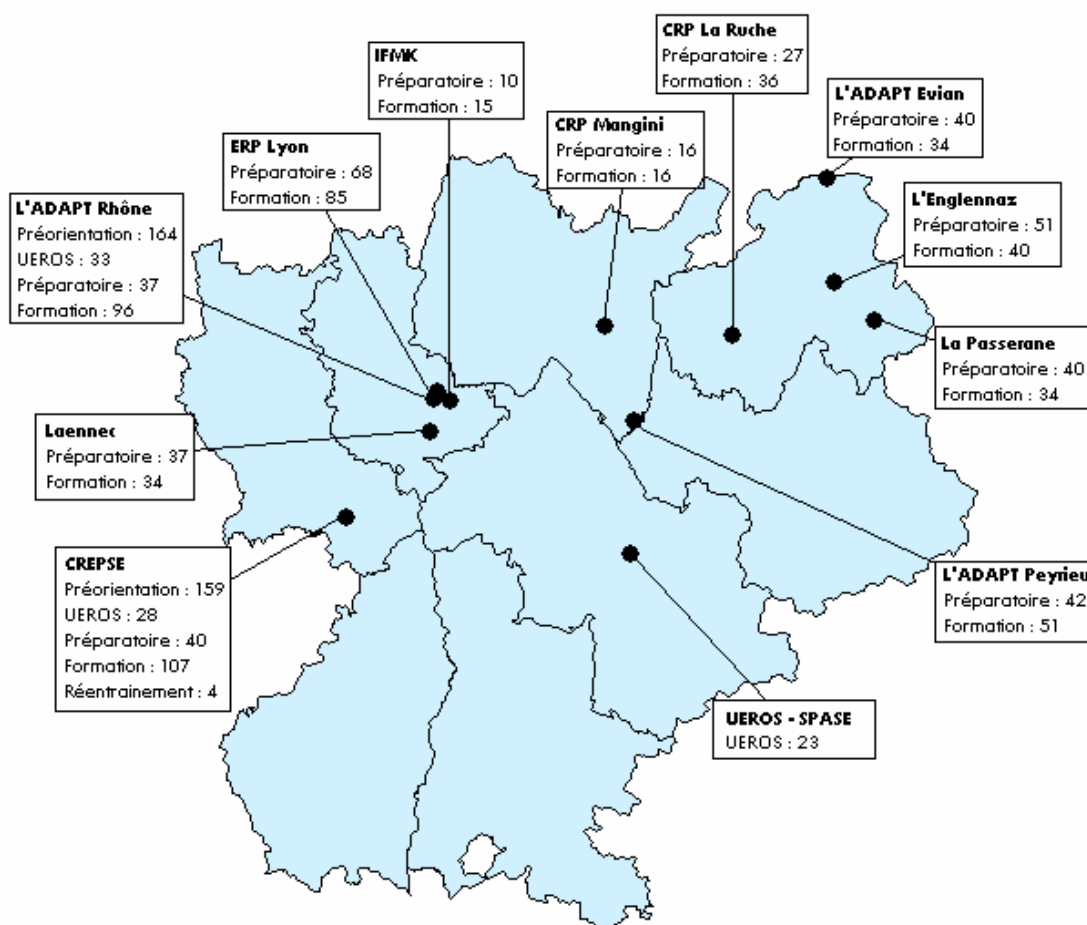 IFMK
Préparatoire : 10
Formation : 15
CRP La Ruche
Préparatoire : 27
Formation : 36
L'ADAPT Evian
Préparatoire : 40
Formation : 34
CRP Mangini
Préparatoire : 16
Formation : 16
ERP Lyon
Préparatoire : 68
Formation : 85
L'ADAPT Rhône
Préorientation : 164
UEROS : 33
Préparatoire : 37
Formation : 96
L'Englennaz
Préparatoire : 51
Formation : 40
La Passerane
Préparatoire : 40
Formation : 34
Laennec
Préparatoire : 37
Formation : 34
CREPSE
Préorientation : 159
UEROS : 28
Préparatoire : 40
Formation : 107
Réentrainement : 4
L'ADAPT Peyrieu
Préparatoire : 42
Formation : 51
UEROS - SPASE
UEROS : 23